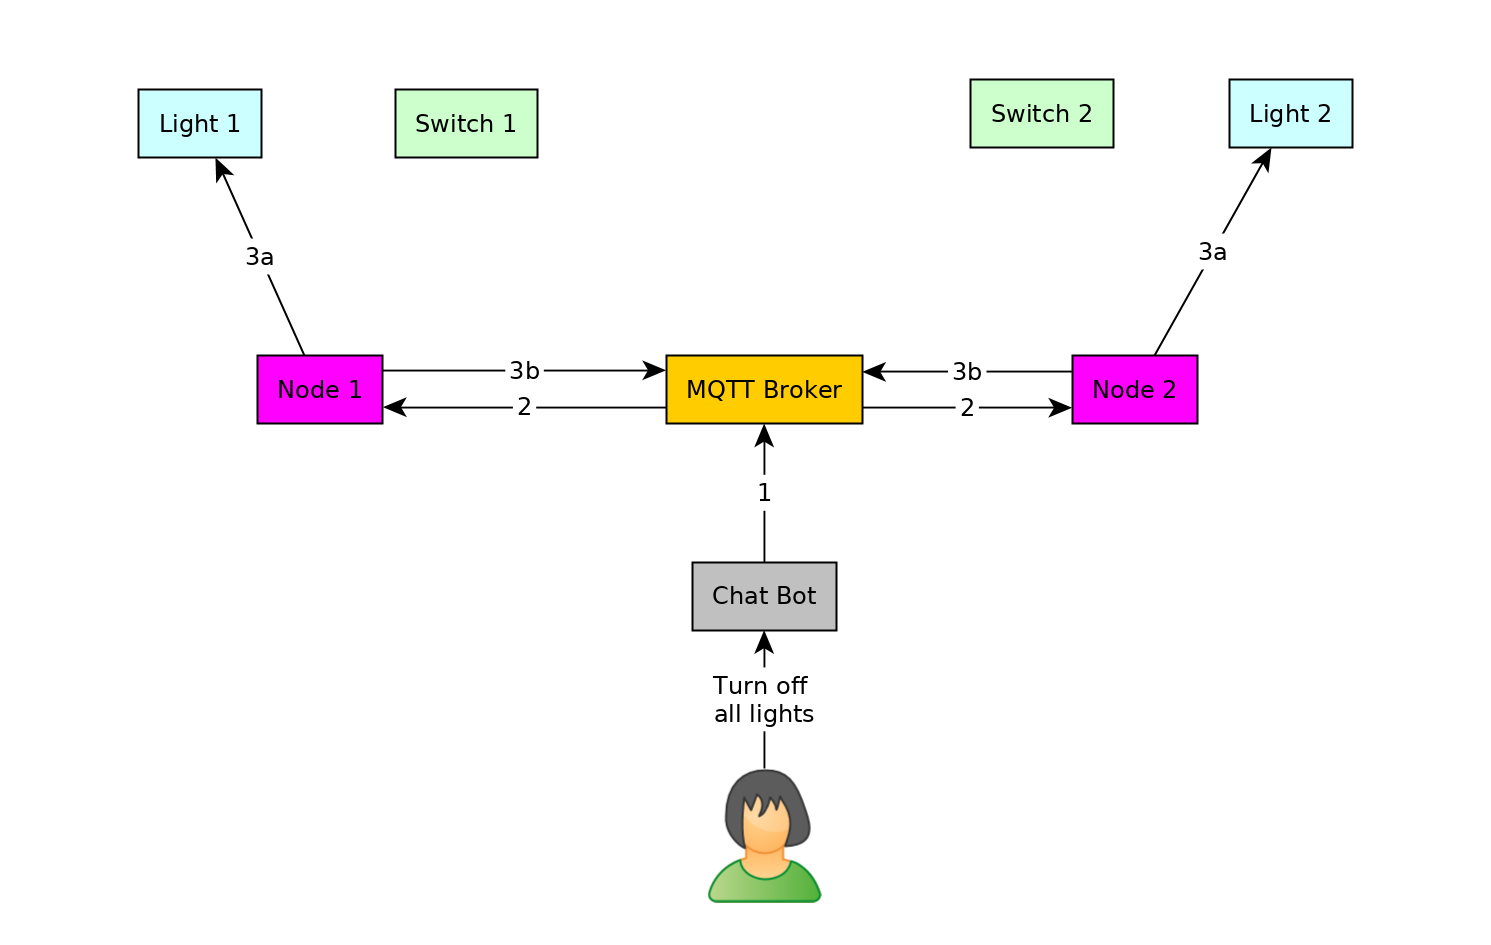 Light 1
Switch 1
Switch 2
Light 2
3a
3a
Node 1
3b
2
MQTT Broker
3b
2
Node 2
1
Chat Bot
Turn off
all lights